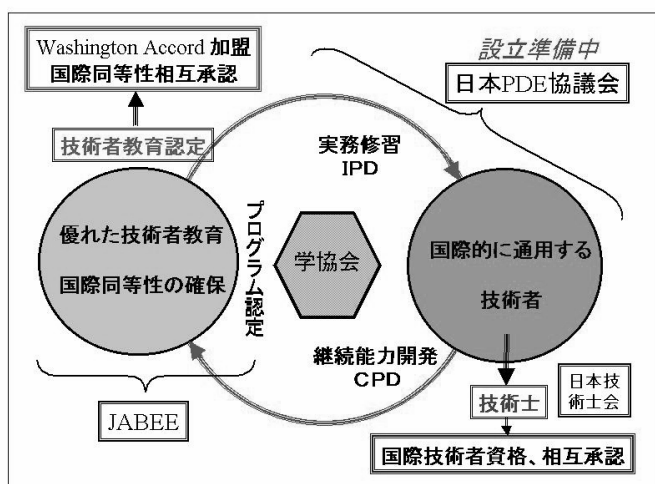 Washington Accord 加盟
国際同等性相互承認
設立準備中
日本PDE協議会
技術者教育認定
実務修習
IPD
優れた技術者教育
国際同等性の確保
プログラム認定
学協会
国際的に通用する
技術者
継続能力開発
CPD
JABEE
技術士
日本技
術士会
国際技術者資格、相互承認